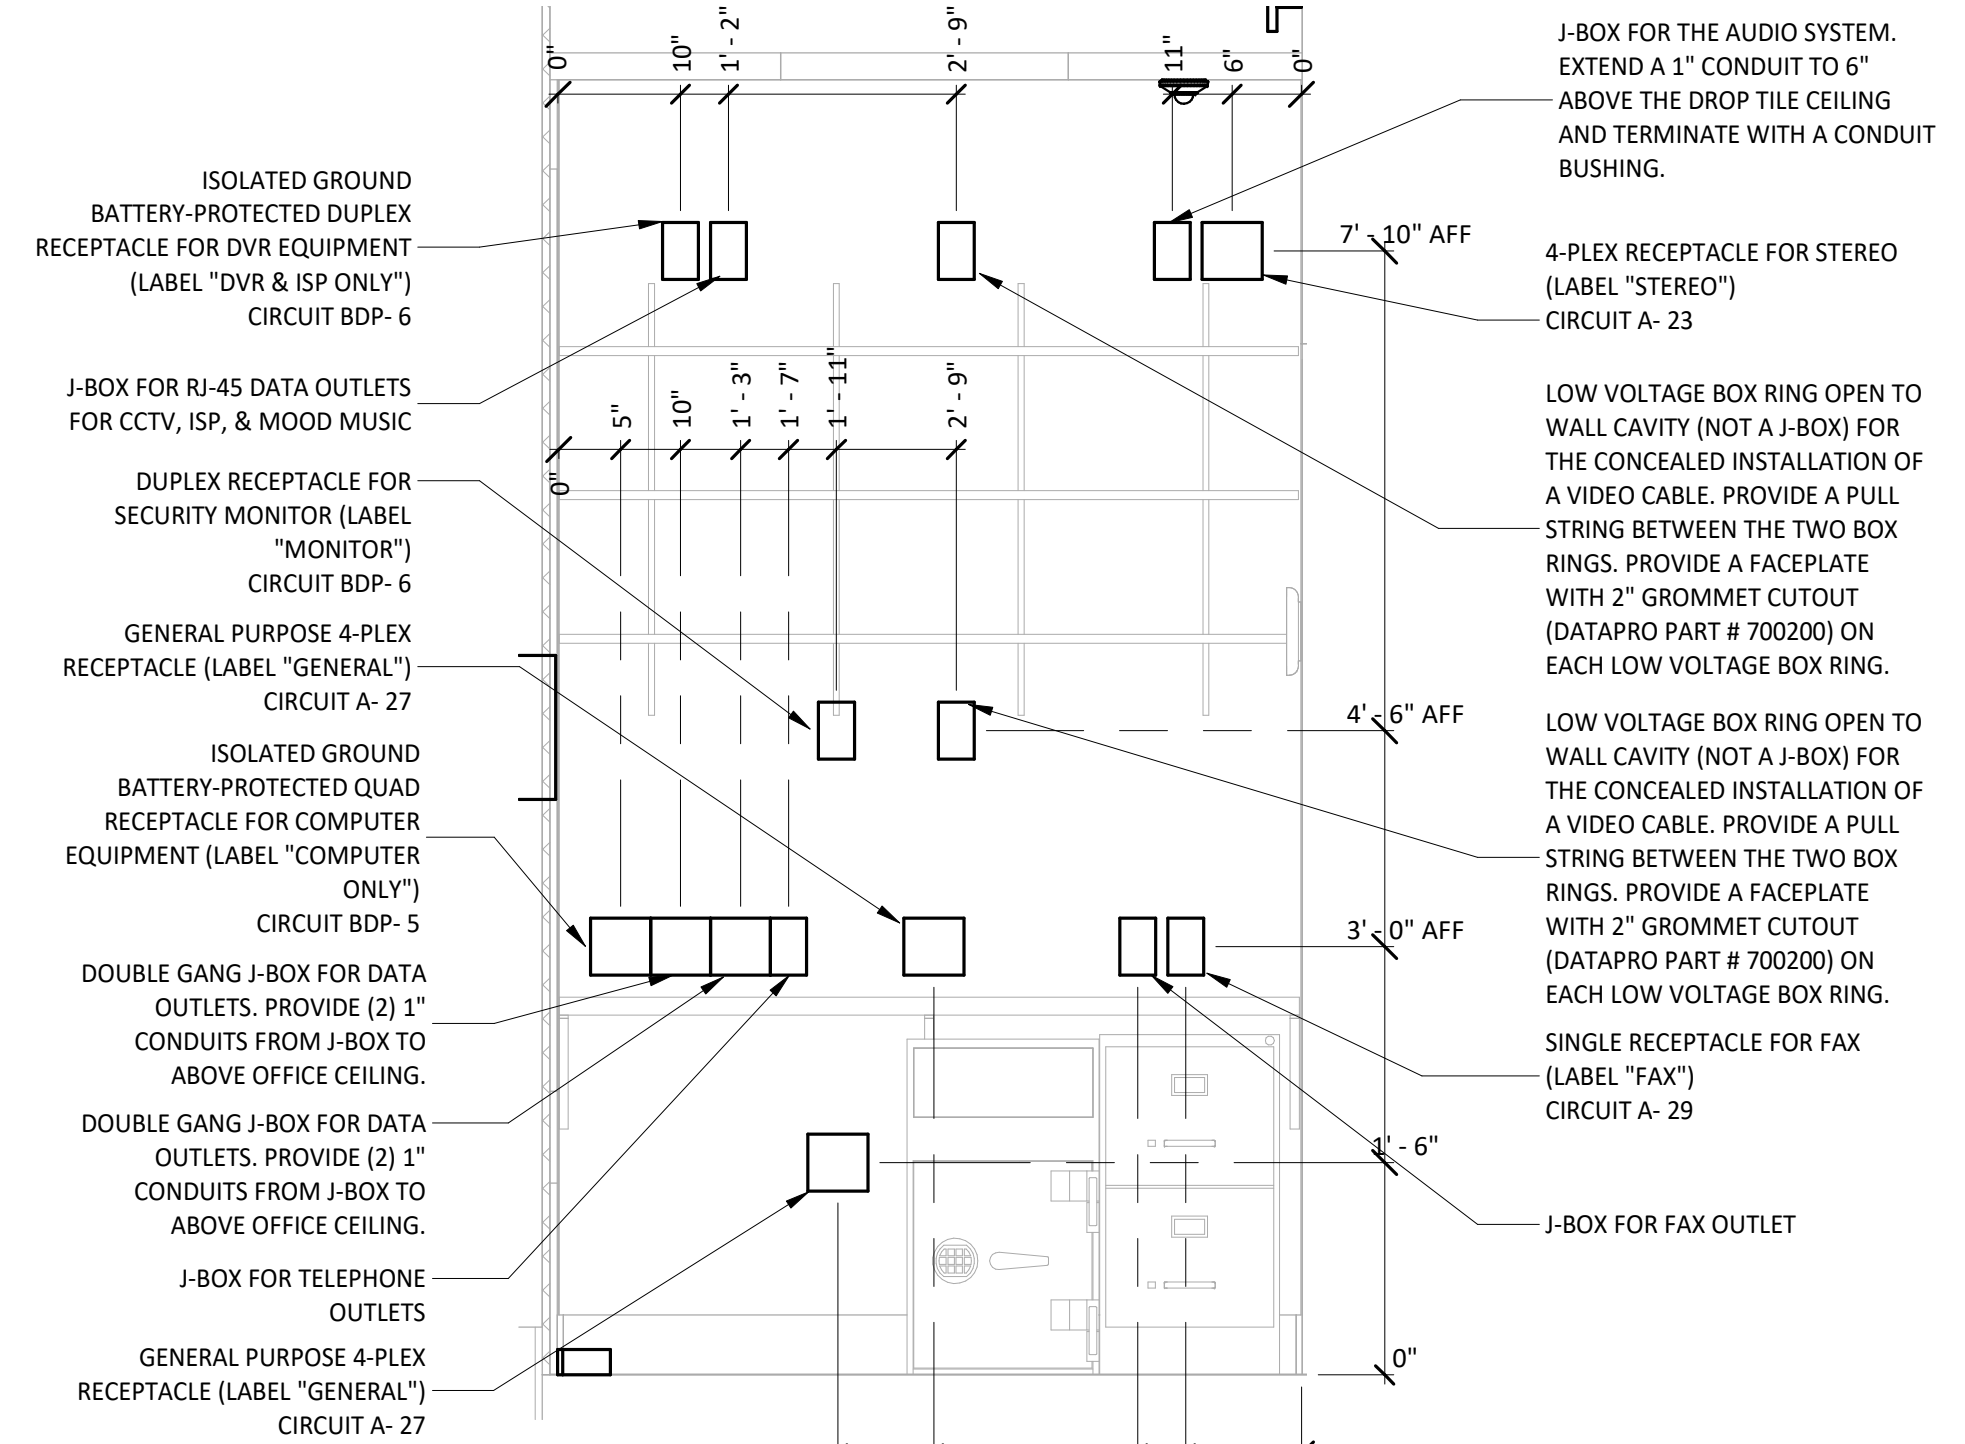 0"
10"
1' - 2"
2' - 9"
11"
6"
0"
J-BOX FOR THE AUDIO SYSTEM.
EXTEND A 1" CONDUIT TO 6"
ABOVE THE DROP TILE CEILING
AND TERMINATE WITH A CONDUIT
BUSHING.
ISOLATED GROUND
BATTERY-PROTECTED DUPLEX
RECEPTACLE FOR DVR EQUIPMENT
(LABEL "DVR & ISP ONLY")
CIRCUIT BDP- 6
7' - 10" AFF
4-PLEX RECEPTACLE FOR STEREO
(LABEL "STEREO")
CIRCUIT A- 23
J-BOX FOR RJ-45 DATA OUTLETS
FOR CCTV, ISP, & MOOD MUSIC
0"
5"
10"
1' - 3"
1' - 7"
1' - 11"
2' - 9"
LOW VOLTAGE BOX RING OPEN TO
WALL CAVITY (NOT A J-BOX) FOR
THE CONCEALED INSTALLATION OF
A VIDEO CABLE. PROVIDE A PULL
STRING BETWEEN THE TWO BOX
RINGS. PROVIDE A FACEPLATE
WITH 2" GROMMET CUTOUT
(DATAPRO PART # 700200) ON
EACH LOW VOLTAGE BOX RING.
DUPLEX RECEPTACLE FOR
SECURITY MONITOR (LABEL
"MONITOR")
CIRCUIT BDP- 6
GENERAL PURPOSE 4-PLEX
RECEPTACLE (LABEL "GENERAL")
CIRCUIT A- 27
4' - 6" AFF
LOW VOLTAGE BOX RING OPEN TO
WALL CAVITY (NOT A J-BOX) FOR
THE CONCEALED INSTALLATION OF
A VIDEO CABLE. PROVIDE A PULL
STRING BETWEEN THE TWO BOX
RINGS. PROVIDE A FACEPLATE
WITH 2" GROMMET CUTOUT
(DATAPRO PART # 700200) ON
EACH LOW VOLTAGE BOX RING.
ISOLATED GROUND
BATTERY-PROTECTED QUAD
RECEPTACLE FOR COMPUTER
EQUIPMENT (LABEL "COMPUTER
ONLY")
CIRCUIT BDP- 5
3' - 0" AFF
DOUBLE GANG J-BOX FOR DATA
OUTLETS. PROVIDE (2) 1"
CONDUITS FROM J-BOX TO
ABOVE OFFICE CEILING.
SINGLE RECEPTACLE FOR FAX
(LABEL "FAX")
CIRCUIT A- 29
DOUBLE GANG J-BOX FOR DATA
OUTLETS. PROVIDE (2) 1"
CONDUITS FROM J-BOX TO
ABOVE OFFICE CEILING.
1' - 6"
J-BOX FOR FAX OUTLET
J-BOX FOR TELEPHONE
OUTLETS
GENERAL PURPOSE 4-PLEX
RECEPTACLE (LABEL "GENERAL")
CIRCUIT A- 27
0"